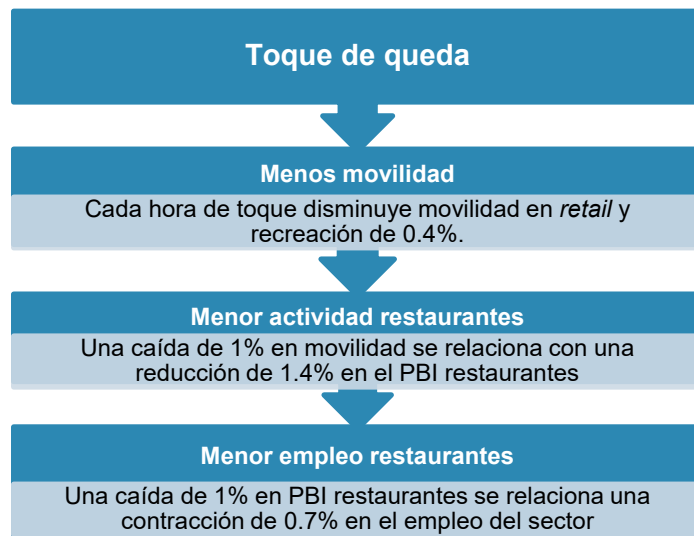 Toque de queda
Menos movilidad
Cada hora de toque disminuye movilidad en retail y
recreación de 0.4%.
Menor actividad restaurantes
Una caída de 1% en movilidad se relaciona con una
reducción de 1.4% en el PBI restaurantes
Menor empleo restaurantes
Una caída de 1% en PBI restaurantes se relaciona una
contracción de 0.7% en el empleo del sector